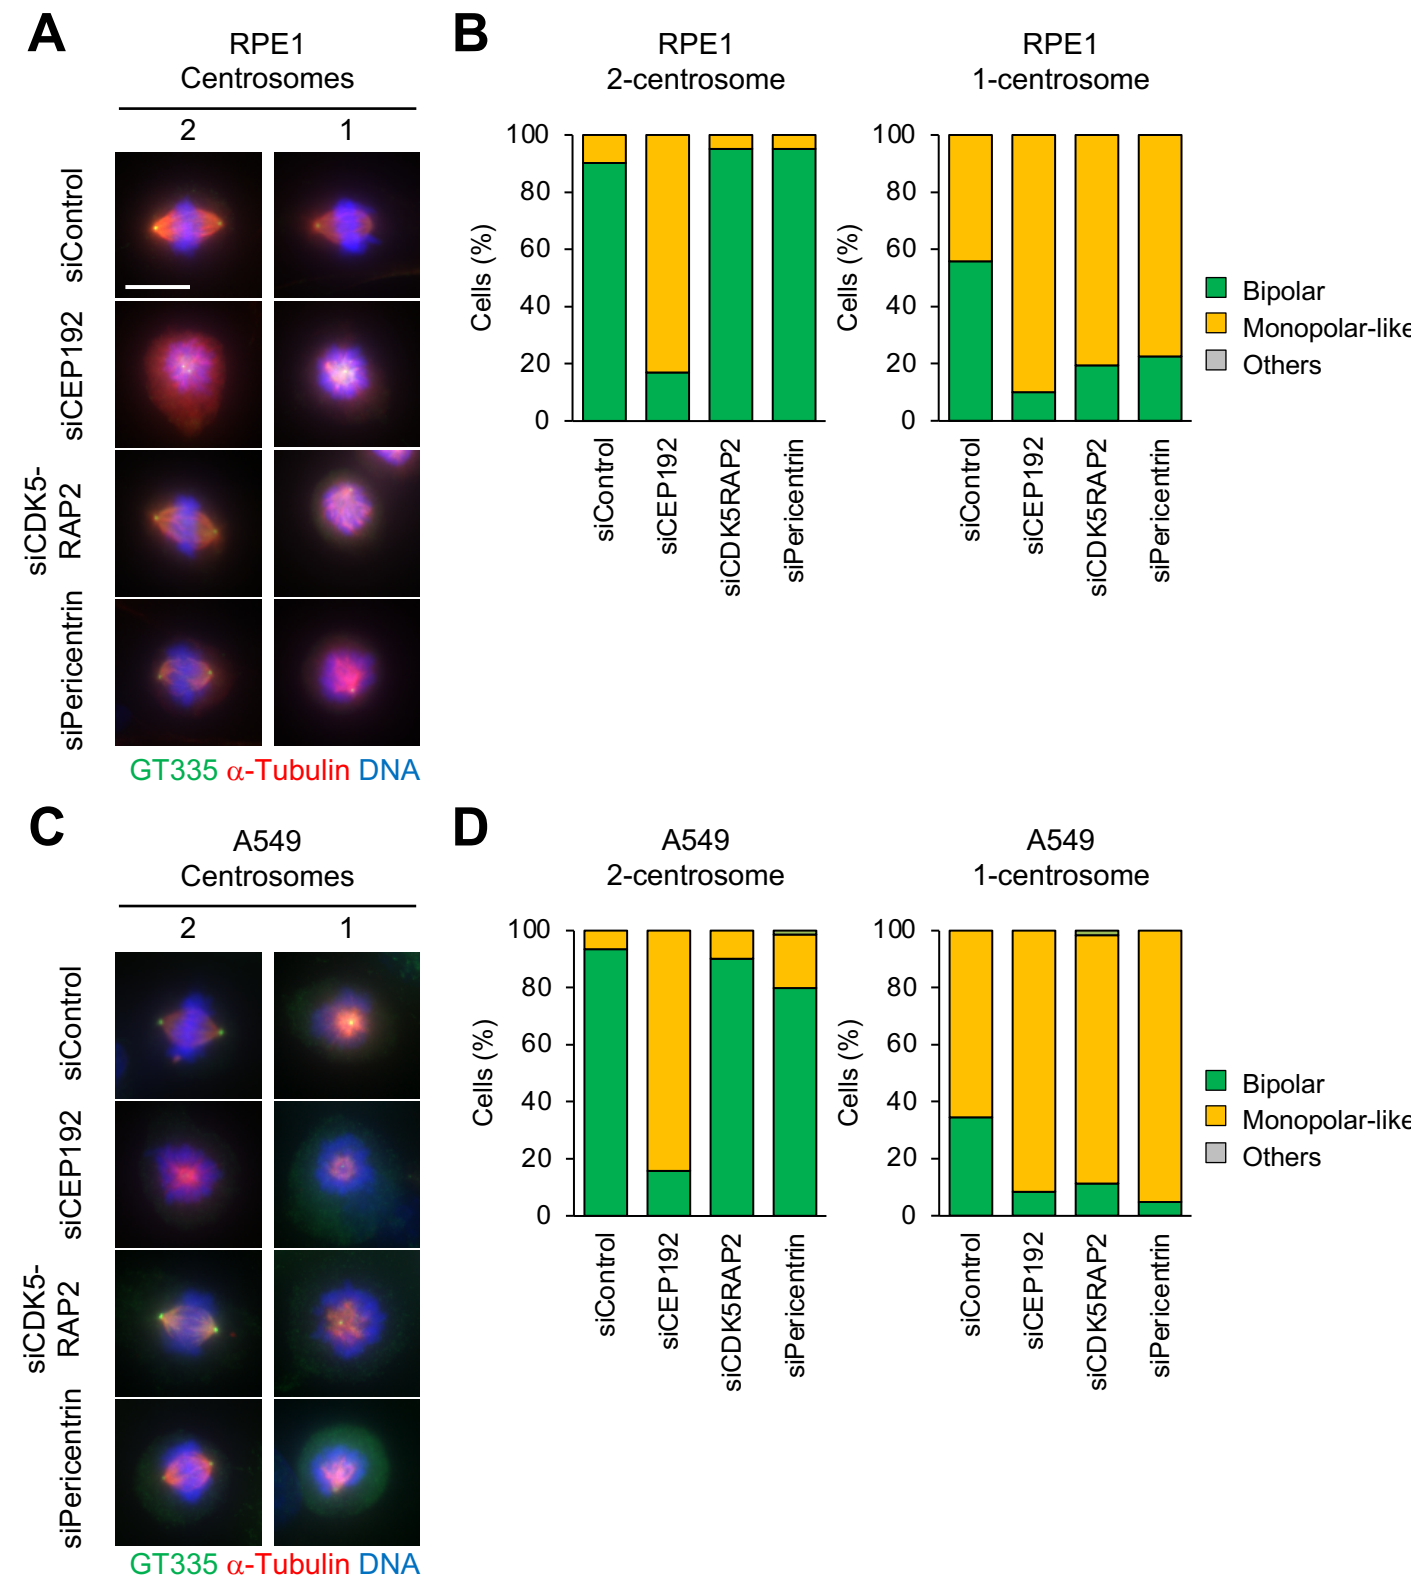 A
RPE1
Centrosomes
2 1
siControl
siCEP192
siCDK5-
RAP2
siPericentrin
GT335 α-Tubulin DNA
B
RPE1
2-centrosome
Cells (%)
100
80
60
40
20
0
siControl
siCEP192
siCDK5RAP2
siPericentrin
RPE1
1-centrosome
Cells (%)
100
80
60
40
20
0
siControl
siCEP192
siCDK5RAP2
siPericentrin
Bipolar
Monopolar-like
Others
C
A549
Centrosomes
2 1
siControl
siCEP192
siCDK5-
RAP2
siPericentrin
GT335 α-Tubulin DNA
D
A549
2-centrosome
Cells (%)
100
80
60
40
20
0
siControl
siCEP192
siCDK5RAP2
siPericentrin
A549
1-centrosome
Cells (%)
100
80
60
40
20
0
siControl
siCEP192
siCDK5RAP2
siPericentrin
Bipolar
Monopolar-like
Others